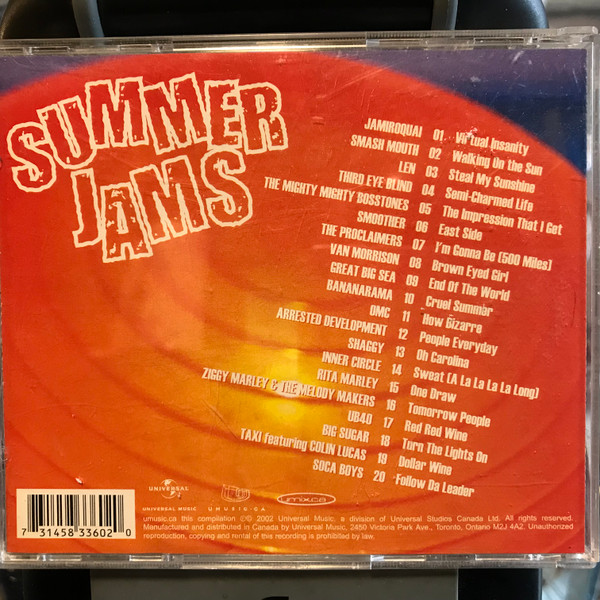 SUMMER
JAMS
JAMIROQUAI 01 Virtual Insanity
SMASH MOUTH 02 Walking On the Sun
LEN 03 Steal My Sunshine
THIRD EYE BLIND 04 Semi-Charmed Life
THE MIGHTY MIGHTY BOSSTONES 05 The Impression That I Get
SMOOTHER 06 East Side
THE PROCLAIMERS 07 I'm Gonna Be (500 Miles)
VAN MORRISON 08 Brown Eyed Girl
GREAT BIG SEA 09 End Of The World
BANANARAMA 10 Cruel Summer
OMC 11 How Bizarre
ARRESTED DEVELOPMENT 12 People Everyday
SHAGGY 13 Oh Carolina
INNER CIRCLE 14 Sweat (A La La La La Long)
RITA MARLEY 15 One Draw
ZIGGY MARLEY & THE MELODY MAKERS 16 Tomorrow People
UB40 17 Red Red Wine
BIG SUGAR 18 Turn The Lights On
TAXI featuring COLIN LUCAS 19 Dollar Wine
SOCA BOYS 20 Follow Da Leader
UNIVERSAL
UNIVERSAL MUSIC
UMUSIC.CA
umix.ca
7 31458 33602 0
umusic.ca this compilation ℗© 2002 Universal Music, a division of Universal Studios Canada Ltd. All rights reserved.
Manufactured and distributed in Canada by Universal Music, 2450 Victoria Park Ave., Toronto, Ontario M2J 4A2. Unauthorized
reproduction, copying and rental of this recording is prohibited by law.